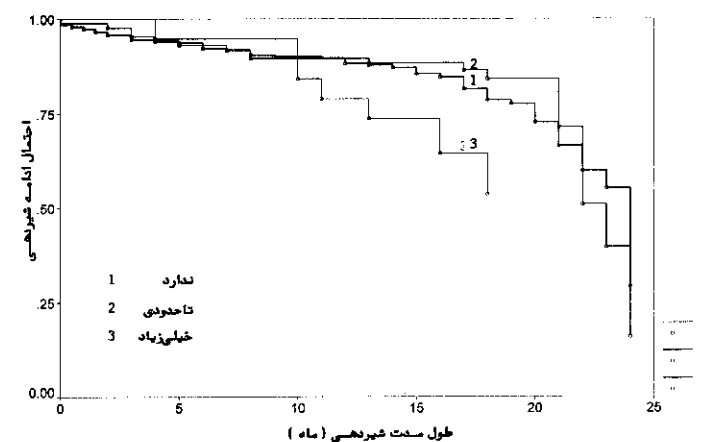 1.00
.75
.50
.25
0.00
احتمال ادامه شیردهی
0 5 10 15 20 25
طول مدت شیردهی ( ماه )
2
1
3
1 ندارد
2 تاحدودی
3 خیلی‌زیاد